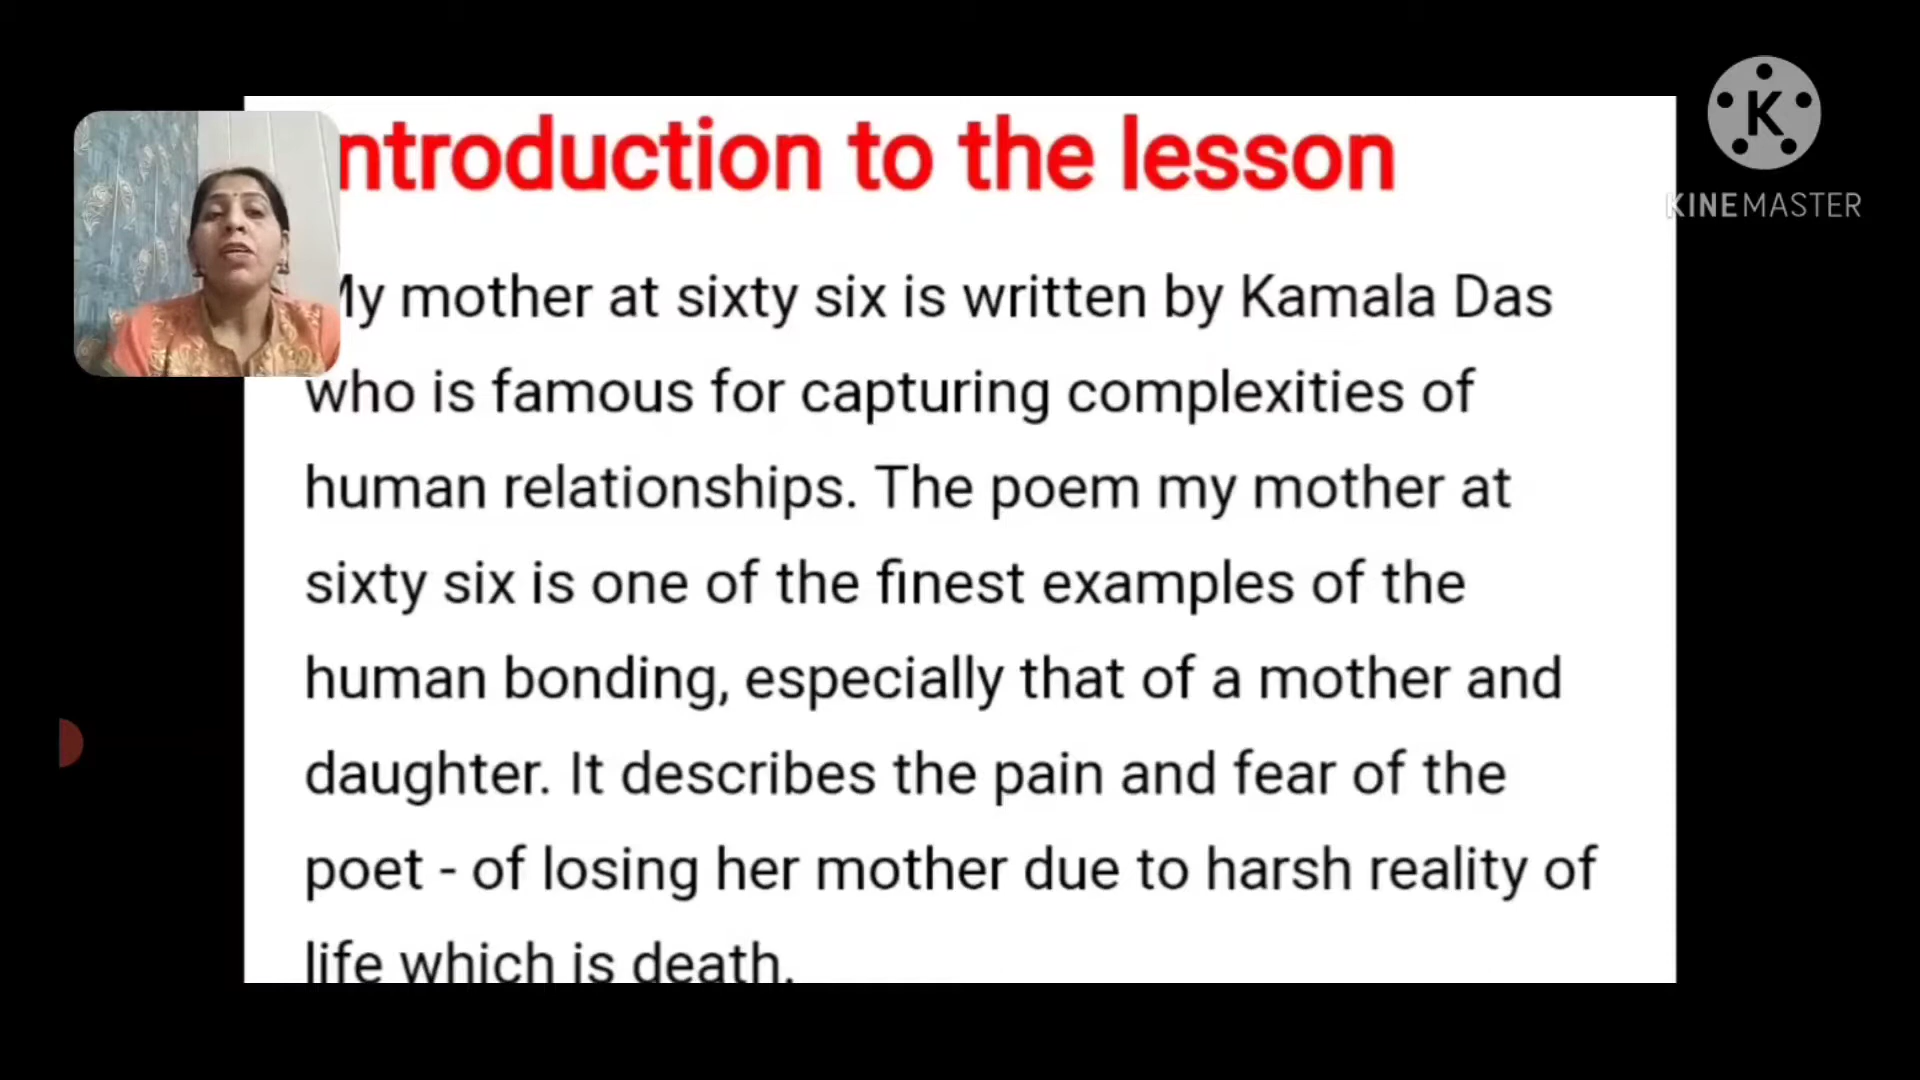 ntroduction to the lesson
My mother at sixty six is written by Kamala Das
who is famous for capturing complexities of
human relationships. The poem my mother at
sixty six is one of the finest examples of the
human bonding, especially that of a mother and
daughter. It describes the pain and fear of the
poet - of losing her mother due to harsh reality of
life which is death.
K
KINEMASTER